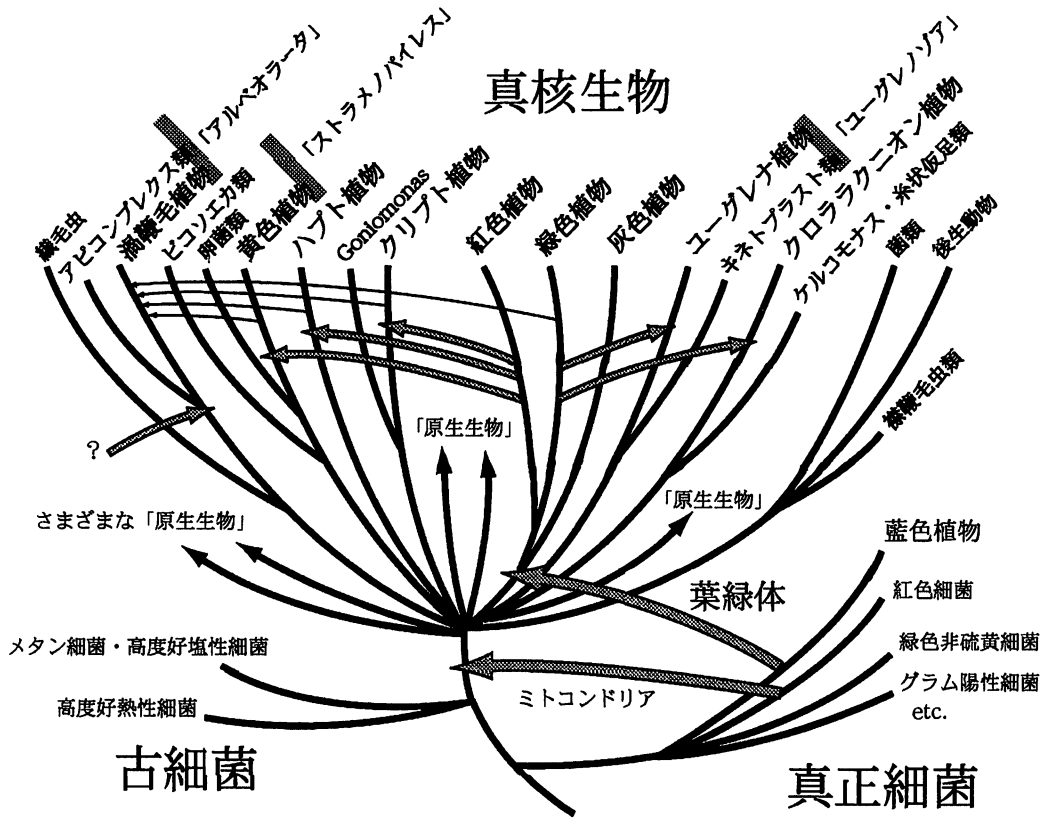 真核生物
「アルベオラータ」
「ストラメノパイレス」
「ユーグレノゾア」
繊毛虫
アピコンプレクス類
渦鞭毛植物
ビコソエカ類
卵菌類
黄色植物
ハプト植物
Goniomonas
クリプト植物
紅色植物
緑色植物
灰色植物
ユーグレナ植物
キネトプラスト類
クロララクニオン植物
ケルコモナス・糸状仮足類
菌類
後生動物
襟鞭毛虫類
?
「原生生物」
さまざまな「原生生物」
「原生生物」
藍色植物
葉緑体
紅色細菌
メタン細菌・高度好塩性細菌
緑色非硫黄細菌
ミトコンドリア
グラム陽性細菌
高度好熱性細菌
etc.
古細菌
真正細菌